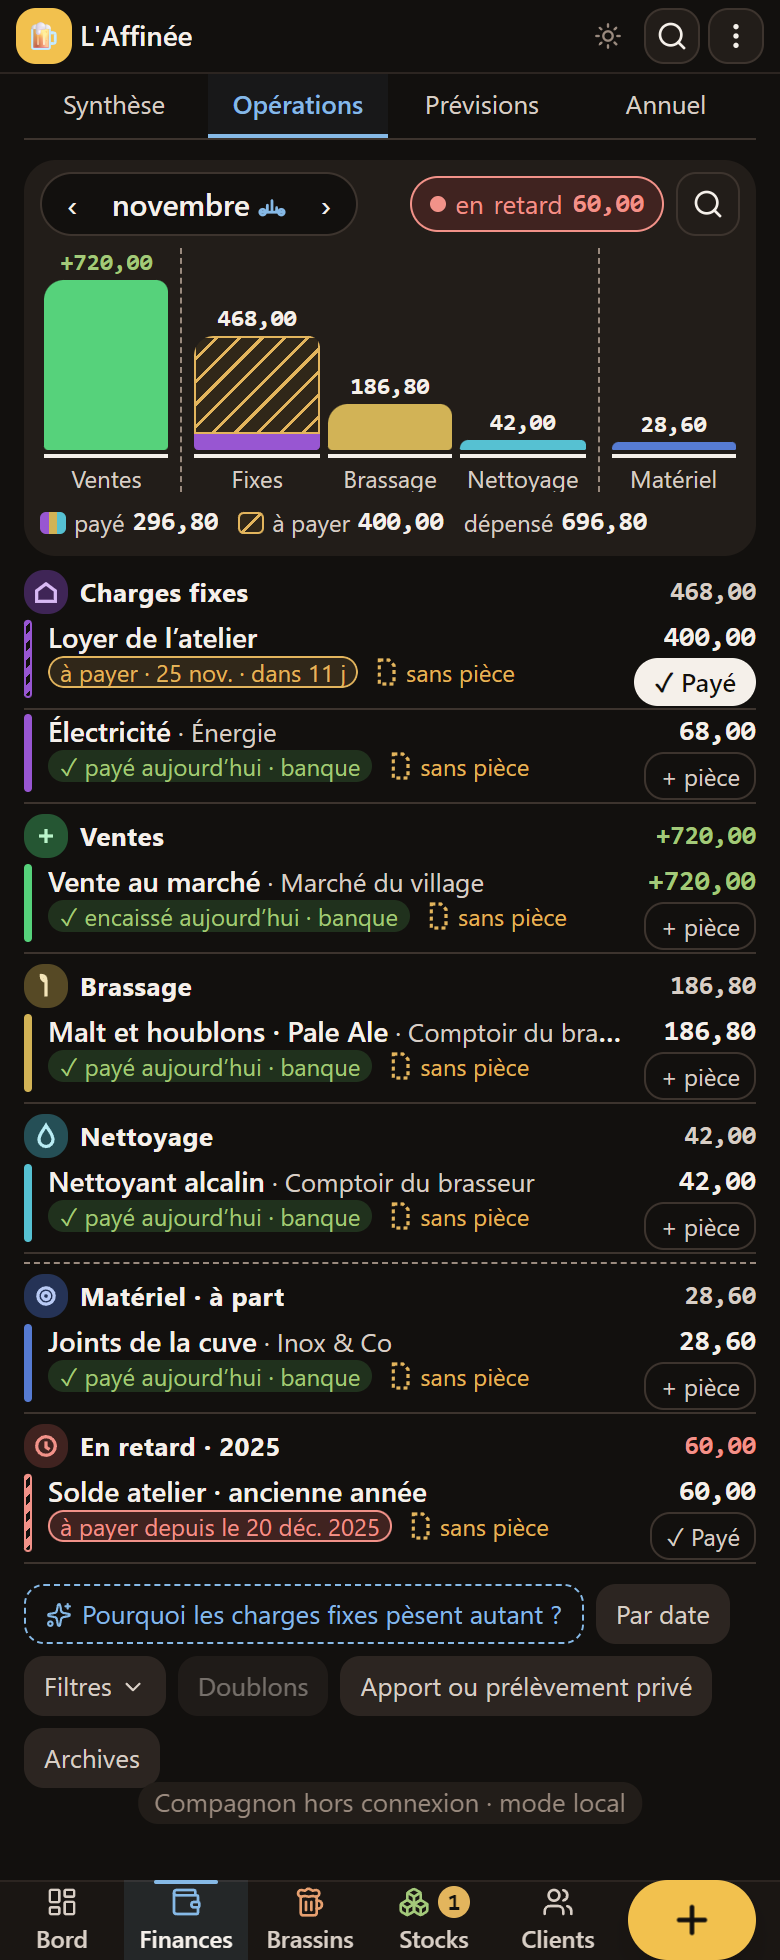 L'Affinée
Synthèse Opérations Prévisions Annuel
‹ novembre › en retard 60,00
+720,00
468,00
186,80
42,00
28,60
Ventes Fixes Brassage Nettoyage Matériel
payé 296,80 à payer 400,00 dépensé 696,80
Charges fixes 468,00
Loyer de l’atelier 400,00
à payer · 25 nov. · dans 11 j sans pièce ✓ Payé
Électricité · Énergie 68,00
✓ payé aujourd’hui · banque sans pièce + pièce
Ventes +720,00
Vente au marché · Marché du village +720,00
✓ encaissé aujourd’hui · banque sans pièce + pièce
Brassage 186,80
Malt et houblons · Pale Ale · Comptoir du bra... 186,80
✓ payé aujourd’hui · banque sans pièce + pièce
Nettoyage 42,00
Nettoyant alcalin · Comptoir du brasseur 42,00
✓ payé aujourd’hui · banque sans pièce + pièce
Matériel · à part 28,60
Joints de la cuve · Inox & Co 28,60
✓ payé aujourd’hui · banque sans pièce + pièce
En retard · 2025 60,00
Solde atelier · ancienne année 60,00
à payer depuis le 20 déc. 2025 sans pièce ✓ Payé
Pourquoi les charges fixes pèsent autant ? Par date
Filtres Doublons Apport ou prélèvement privé
Archives
Compagnon hors connexion · mode local
1
Bord Finances Brassins Stocks Clients +